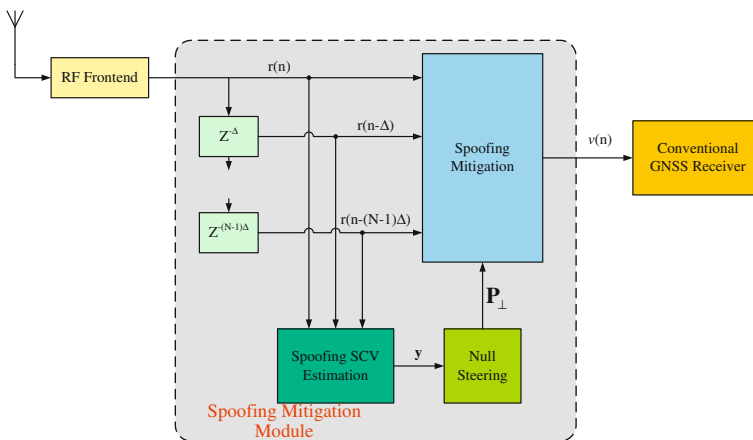 RF Frontend
r(n)
Z-Δ
r(n-Δ)
Z-(N-1)Δ
r(n-(N-1)Δ)
Spoofing
Mitigation
v(n)
Conventional
GNSS Receiver
P⊥
Spoofing SCV
Estimation
y
Null
Steering
Spoofing Mitigation
Module